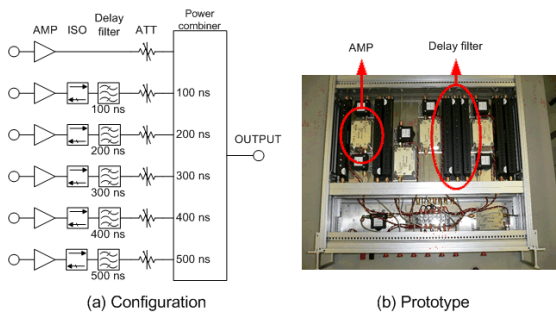 AMP
ISO
Delay
filter
ATT
Power
combiner
100 ns
100 ns
200 ns
200 ns
300 ns
300 ns
400 ns
400 ns
500 ns
500 ns
OUTPUT
(a) Configuration
AMP
Delay filter
(b) Prototype